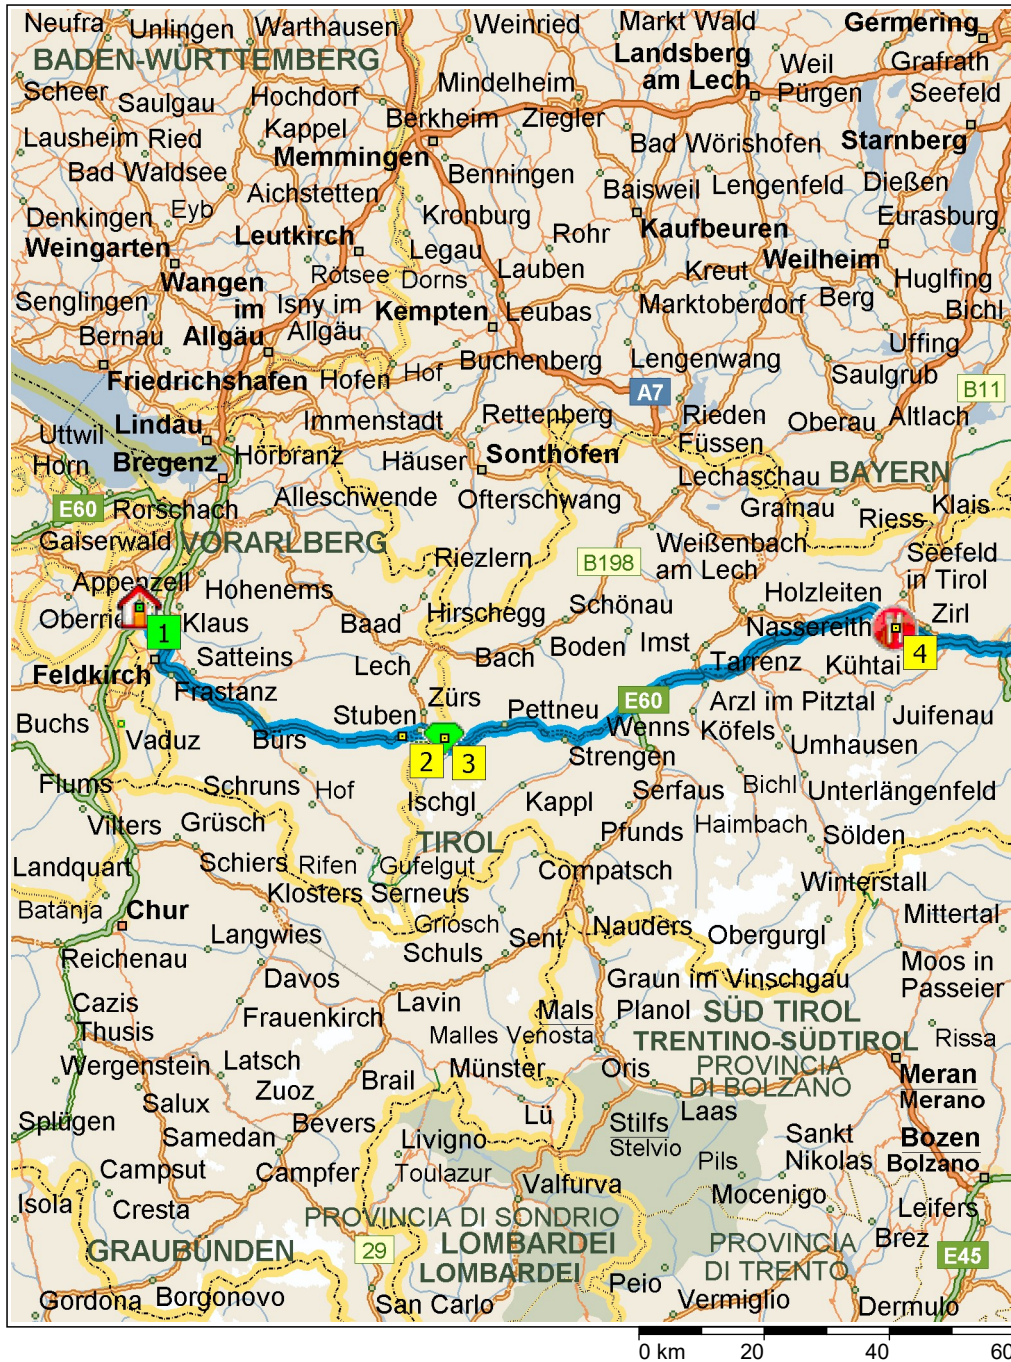 Neufra Unlingen Warthausen Weinried Markt Wald Germering
BADEN-WÜRTTEMBERG Landsberg am Lech Weil Grafrath
Scheer Saulgau Hochdorf Mindelheim Pürgen Seefeld
Lausheim Ried Kappel Berkheim Ziegler Bad Wörishofen Starnberg
Memmingen
Bad Waldsee Aichstetten Benningen Baisweil Lengenfeld Dießen
Denkingen Eyb Kronburg Eurasburg
Weingarten Leutkirch Legau Rohr Kaufbeuren Weilheim
Wangen im Allgäu Rötsee Dorns Lauben Kreut Huglfing
Senglingen Isny im Allgäu Kempten Leubas Marktoberdorf Berg Bichl
Bernau Buchenberg Lengenwang Uffing
Friedrichshafen Hofen Hof A7 Saulgrub B11
Uttwil Lindau Immenstadt Rettenberg Rieden Oberau Altlach
Füssen
Horn Bregenz Hörbranz Häuser Sonthofen Lechaschau BAYERN
E60 Rorschach Alleschwende Ofterschwang Grainau Riess Klais
Gaiserwald VORARLBERG Riezlern B198 Weißenbach am Lech Seefeld in Tirol
Appenzell Hohenems Hirschegg Schönau Holzleiten Zirl
Oberrie 1 Klaus Baad Boden Imst Nassereith 4
Feldkirch Satteins Lech Bach Tarrenz Kühtai
Frastanz Zürs E60 Arzl im Pitztal
Buchs Vaduz Bürs Stuben Pettneu Wenns Köfels Juifenau
2 3 Strengen Umhausen
Flums Schruns Hof Ischgl Kappl Serfaus Bichl Unterlängenfeld
Vilters Grüsch TIROL Pfunds Haimbach Sölden
Landquart Schiers Rifen Gufelgut Compatsch Winterstall
Klosters Serneus
Batänja Chur Griosch Nauders Obergurgl Mittertal
Langwies Schuls Sent
Reichenau Davos Graun im Vinschgau Moos in Passeier
Cazis Frauenkirch Lavin Mals Planol SÜD TIROL
Thusis Malles Venosta TRENTINO-SÜDTIROL Rissa
Wergenstein Latsch Brail Münster Oris PROVINCIA DI BOLZANO Meran
Merano
Zuoz
Splügen Salux Bevers Lü Stilfs Laas
Samedan Livigno Stelvio Sankt Nikolas Bozen
Bolzano
Campsut Campfer Toulazur Valfurva Pils
Isola Cresta Mocenigo Leifers
PROVINCIA DI SONDRIO
GRAUBÜNDEN 29 LOMBARDEI PROVINCIA DI TRENTO Brez E45
LOMBARDEI Peio
Gordona Borgonovo San Carlo Vermiglio Dermulo
0 km 20 40 60